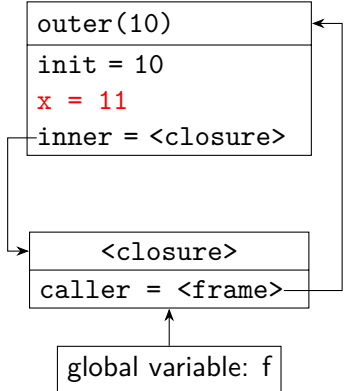 outer(10)
init = 10
x = 11
inner = <closure>
<closure>
caller = <frame>
global variable: f